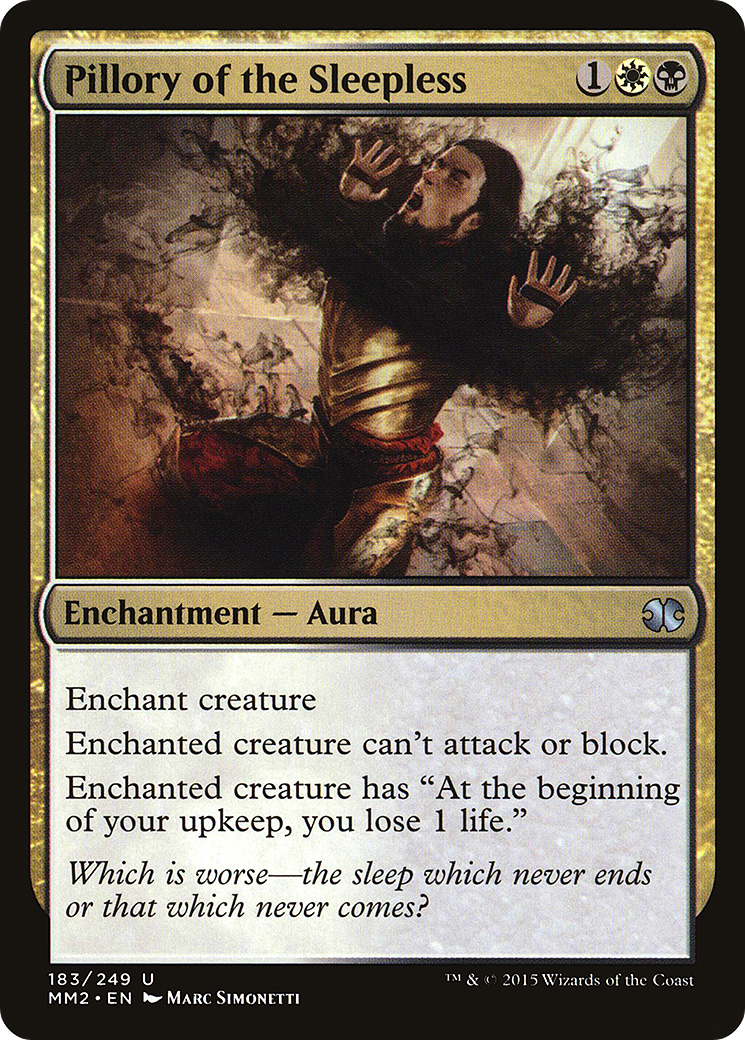 Pillory of the Sleepless 1
Enchantment — Aura
Enchant creature
Enchanted creature can't attack or block.
Enchanted creature has “At the beginning
of your upkeep, you lose 1 life.”
Which is worse—the sleep which never ends
or that which never comes?
183/249 U
MM2 • EN Marc Simonetti
™ & © 2015 Wizards of the Coast